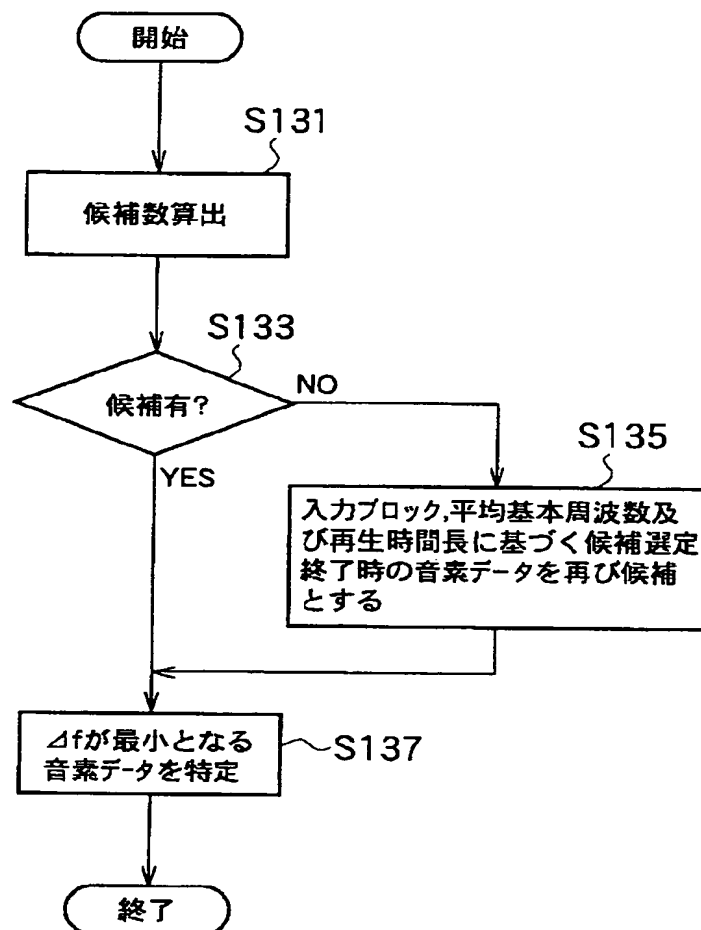 開始
S131
候補数算出
S133
候補有?
NO
YES
S135
入力ブロック,平均基本周波数及
び再生時間長に基づく候補選定
終了時の音素データを再び候補
とする
⊿fが最小となる
音素データを特定
S137
終了